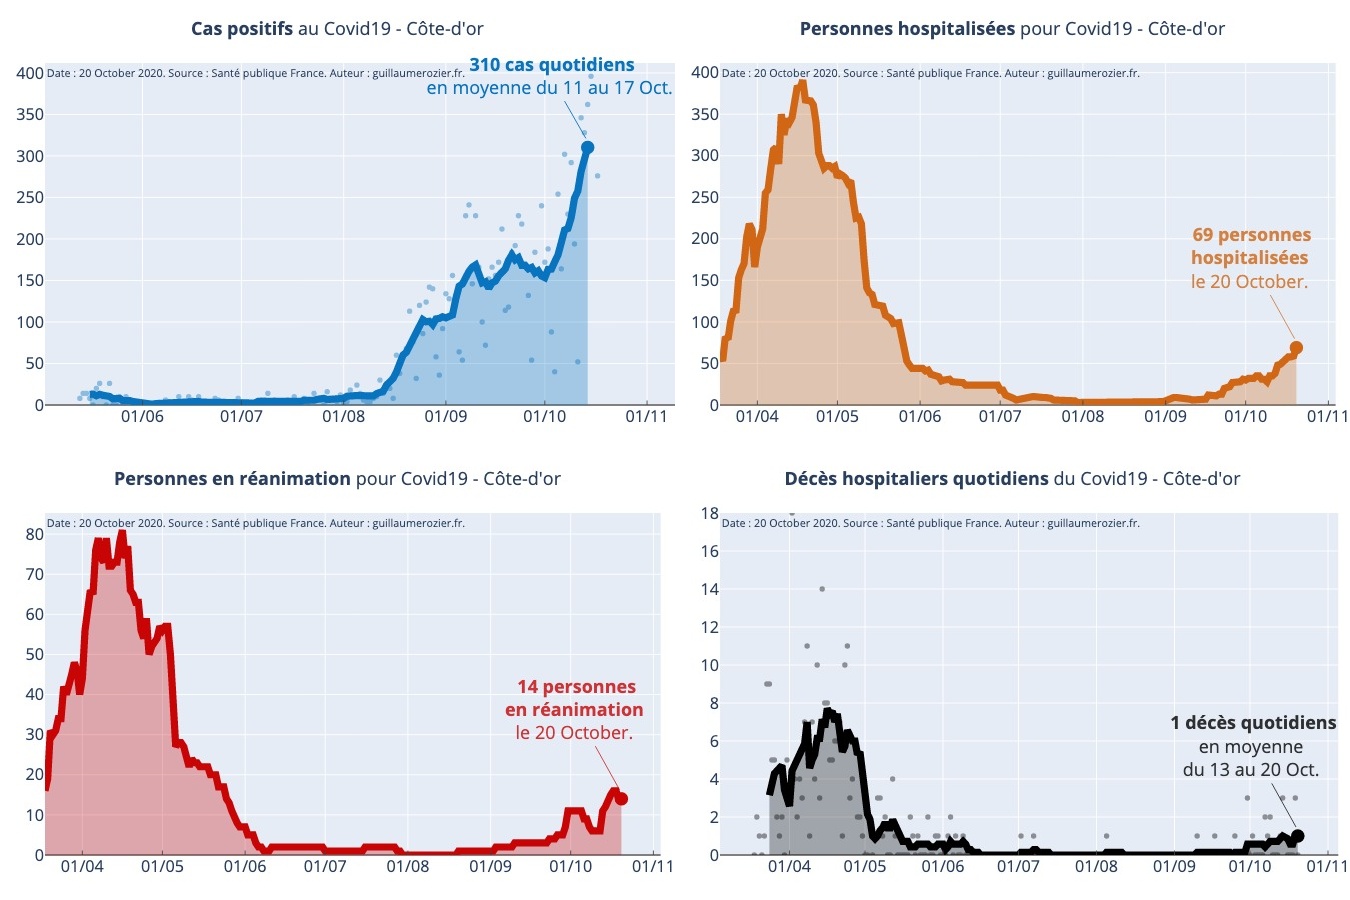 Cas positifs au Covid19 - Côte-d'or
Date : 20 October 2020. Source : Santé publique France. Auteur : guillaumerozier.fr.
310 cas quotidiens
en moyenne du 11 au 17 Oct.
400
350
300
250
200
150
100
50
0
01/06 01/07 01/08 01/09 01/10 01/11
Personnes hospitalisées pour Covid19 - Côte-d'or
Date : 20 October 2020. Source : Santé publique France. Auteur : guillaumerozier.fr.
400
350
300
250
200
150
100
50
0
69 personnes
hospitalisées
le 20 October.
01/04 01/05 01/06 01/07 01/08 01/09 01/10 01/11
Personnes en réanimation pour Covid19 - Côte-d'or
Date : 20 October 2020. Source : Santé publique France. Auteur : guillaumerozier.fr.
80
70
60
50
40
30
20
10
0
14 personnes
en réanimation
le 20 October.
01/04 01/05 01/06 01/07 01/08 01/09 01/10 01/11
Décès hospitaliers quotidiens du Covid19 - Côte-d'or
Date : 20 October 2020. Source : Santé publique France. Auteur : guillaumerozier.fr.
18
16
14
12
10
8
6
4
2
0
1 décès quotidiens
en moyenne
du 13 au 20 Oct.
01/04 01/05 01/06 01/07 01/08 01/09 01/10 01/11